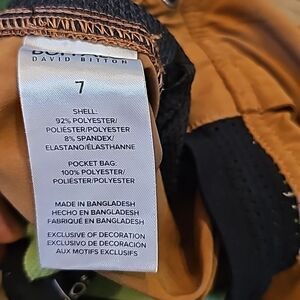 DAVID BITTON
7
SHELL:
92% POLYESTER/
POLIÉSTER/POLYESTER
8% SPANDEX/
ELASTANO/ÉLASTHANNE
POCKET BAG:
100% POLYESTER/
POLIÉSTER/POLYESTER
MADE IN BANGLADESH
HECHO EN BANGLADESH
FABRIQUÉ EN BANGLADESH
EXCLUSIVE OF DECORATION
EXCLUSIVO DE DECORACIÓN
AUX MOTIFS EXCLUSIFS